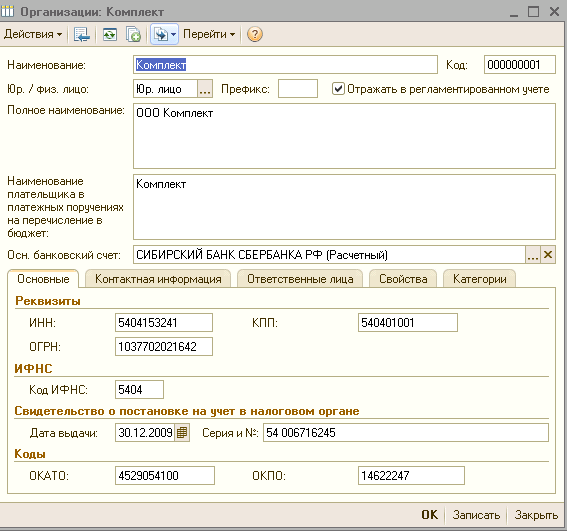 Организации: Комплект
Действия Перейти
Наименование: Комплект Код: 000000001
Юр. / физ. лицо: Юр. лицо ... Префикс: Отражать в регламентированном учете
Полное наименование: ООО Комплект
Наименование Комплект
плательщика в
платежных поручениях
на перечисление в
бюджет:
Осн. банковский счет: СИБИРСКИЙ БАНК СБЕРБАНКА РФ (Расчетный) ...
Основные Контактная информация Ответственные лица Свойства Категории
Реквизиты
ИНН: 5404153241 КПП: 540401001
ОГРН: 1037702021642
ИФНС
Код ИФНС: 5404
Свидетельство о постановке на учет в налоговом органе
Дата выдачи: 30.12.2009 Серия и №: 54 006716245
Коды
ОКАТО: 4529054100 ОКПО: 14622247
OK Записать Закрыть